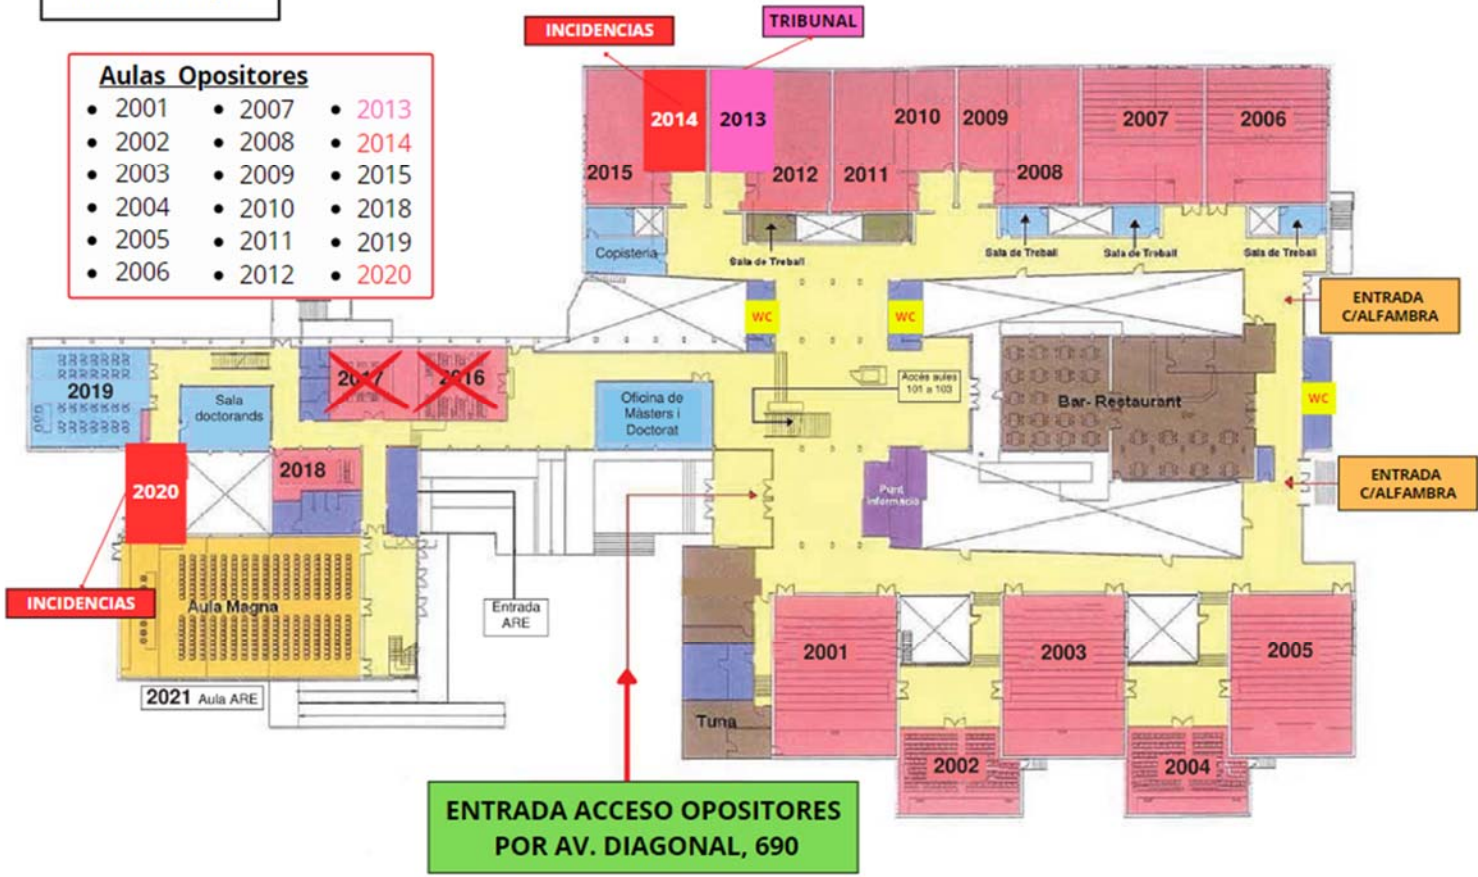 INCIDENCIAS
TRIBUNAL
Aulas Opositores
• 2001
• 2002
• 2003
• 2004
• 2005
• 2006
• 2007
• 2008
• 2009
• 2010
• 2011
• 2012
• 2013
• 2014
• 2015
• 2018
• 2019
• 2020
2014
2013
2010
2009
2007
2006
2015
2012
2011
2008
Copisteria
Sala de Treball
Sala de Treball
Sala de Treball
Sala de Treball
ENTRADA
C/ALFAMBRA
WC
WC
2019
Sala
doctorands
2017
2016
Oficina de
Màsters i
Doctorat
Accés aules
101 a 103
Bar- Restaurant
WC
2020
2018
Punt
Informació
ENTRADA
C/ALFAMBRA
INCIDENCIAS
Aula Magna
Entrada
ARE
2021 Aula ARE
Tuna
2001
2003
2005
2002
2004
ENTRADA ACCESO OPOSITORES
POR AV. DIAGONAL, 690